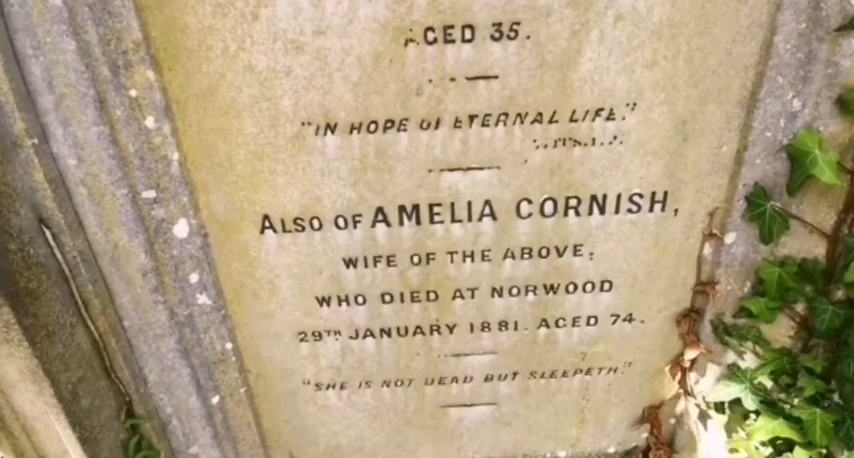 AGED 35.
"IN HOPE OF ETERNAL LIFE."
ALSO OF AMELIA CORNISH,
WIFE OF THE ABOVE;
WHO DIED AT NORWOOD
29TH JANUARY 1881. AGED 74.
"SHE IS NOT DEAD BUT SLEEPETH."